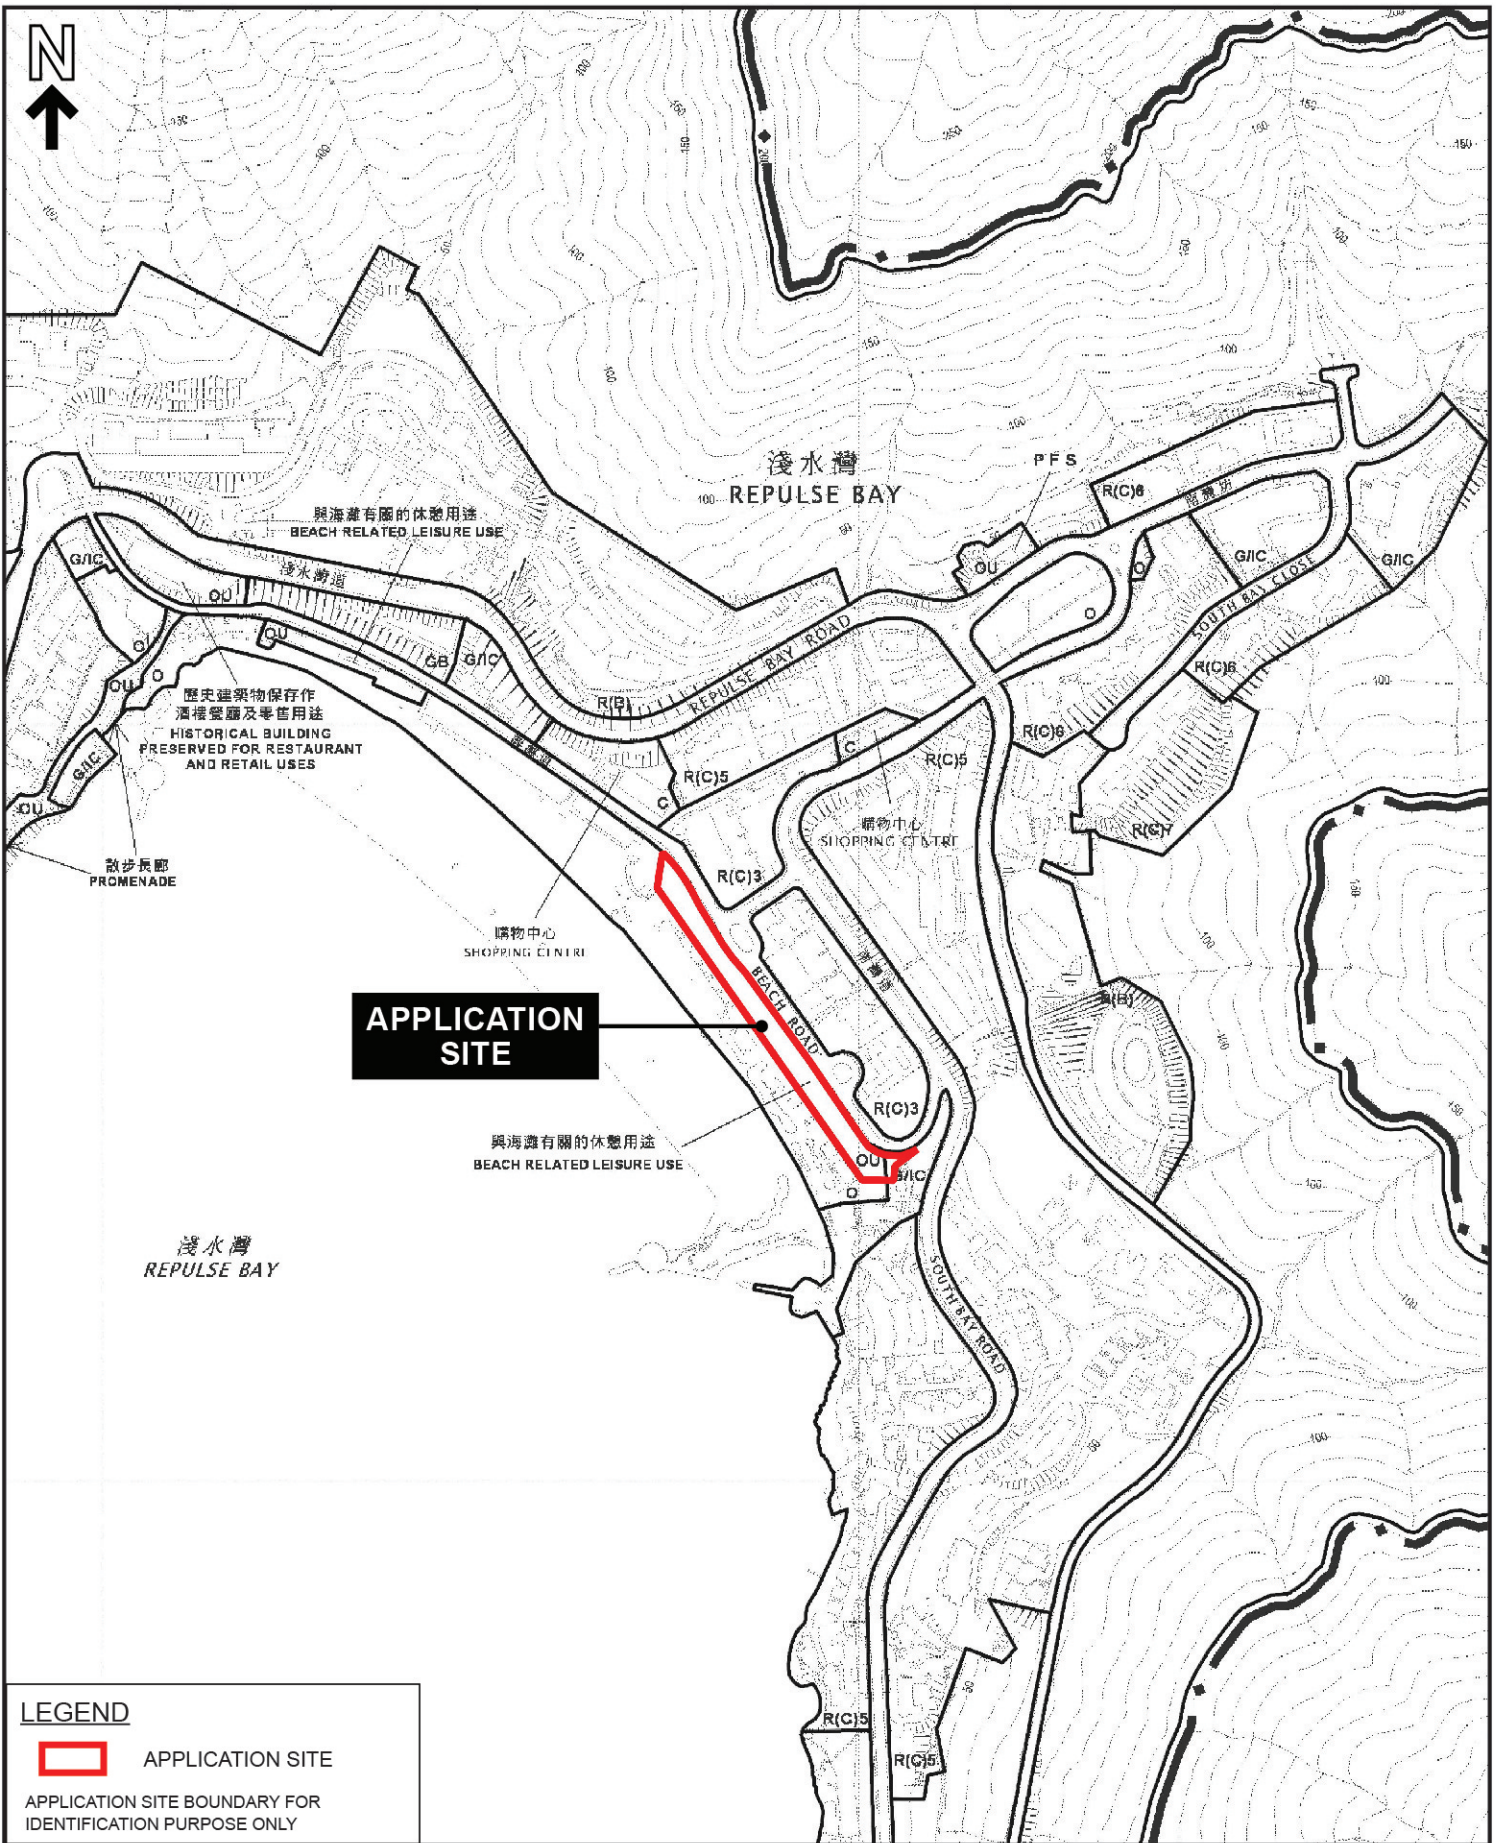 N
淺水灣
REPULSE BAY
PFS
R(C)6
OU
G/IC
G/IC
O
O
SOUTH BAY CLOSE
R(C)6
R(C)6
R(C)7
與海灘有關的休憩用途
BEACH RELATED LEISURE USE
淺水灣道
G/IC
OU
OU
GB
G/IC
R(B)
REPULSE BAY ROAD
O
OU
O
G/IC
OU
歷史建築物保存作
酒樓餐廳及零售用途
HISTORICAL BUILDING
PRESERVED FOR RESTAURANT
AND RETAIL USES
散步長廊
PROMENADE
R(C)5
C
C
R(C)5
購物中心
SHOPPING CENTRE
R(C)3
購物中心
SHOPPING CENTRE
BEACH ROAD
R(B)
APPLICATION
SITE
R(C)3
與海灘有關的休憩用途
BEACH RELATED LEISURE USE
OU
G/IC
O
淺水灣
REPULSE BAY
SOUTH BAY ROAD
R(C)5
R(C)5
LEGEND
APPLICATION SITE
APPLICATION SITE BOUNDARY FOR
IDENTIFICATION PURPOSE ONLY